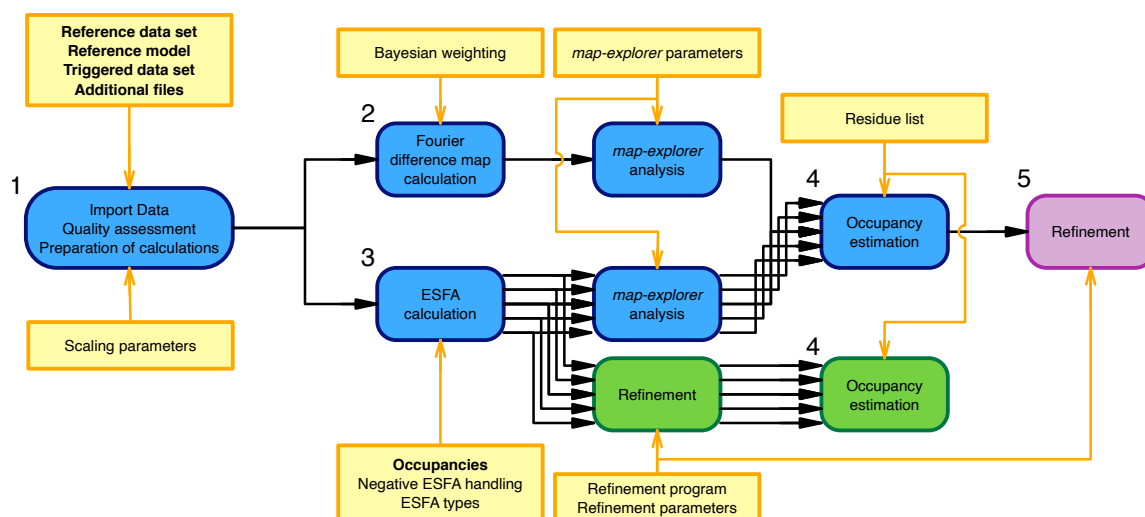 Reference data set
Reference model
Triggered data set
Additional files
Bayesian weighting
map-explorer parameters
Residue list
1
Import Data
Quality assessment
Preparation of calculations
2
Fourier
difference map
calculation
map-explorer
analysis
3
ESFA
calculation
map-explorer
analysis
4
Occupancy
estimation
5
Refinement
Refinement
4
Occupancy
estimation
Scaling parameters
Occupancies
Negative ESFA handling
ESFA types
Refinement program
Refinement parameters